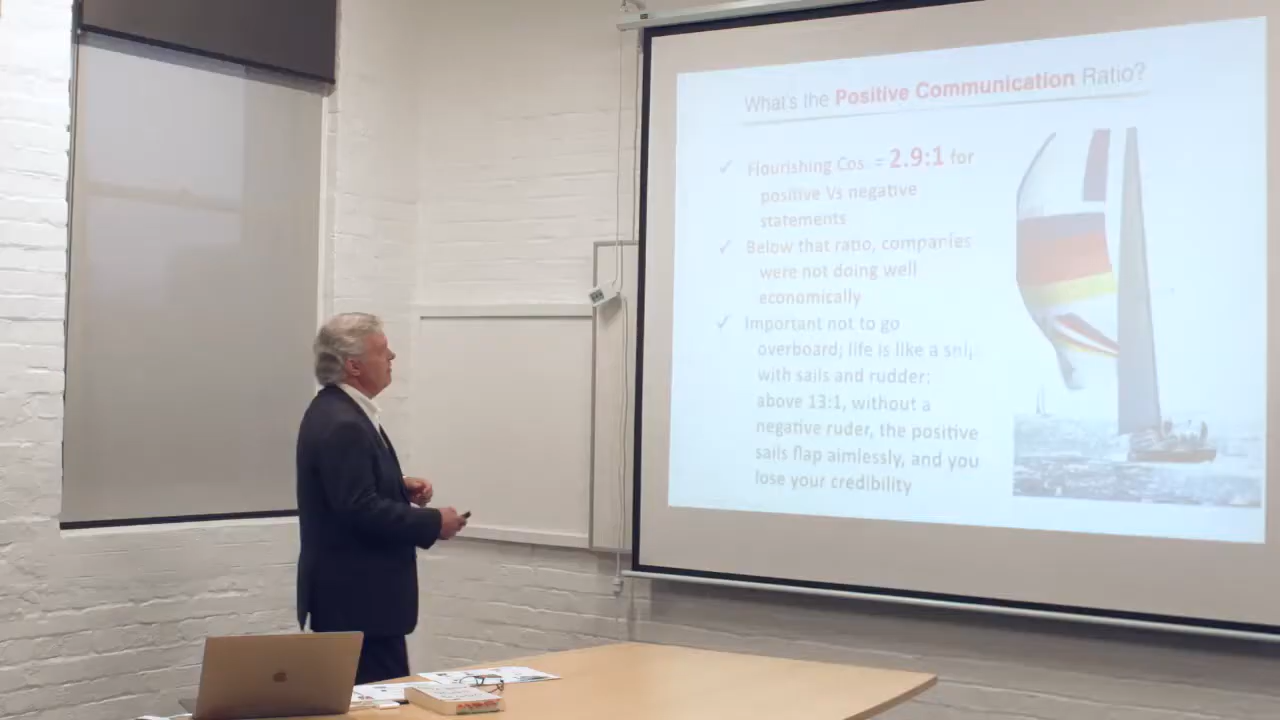 What's the Positive Communication Ratio?
✓ Flourishing Cos. = 2.9:1 for
positive Vs negative
statements
✓ Below that ratio, companies
were not doing well
economically
✓ Important not to go
overboard; life is like a
with sails and rudder:
above 13:1, without a
negative ruder, the positive
sails flap aimlessly, and you
lose your credibility